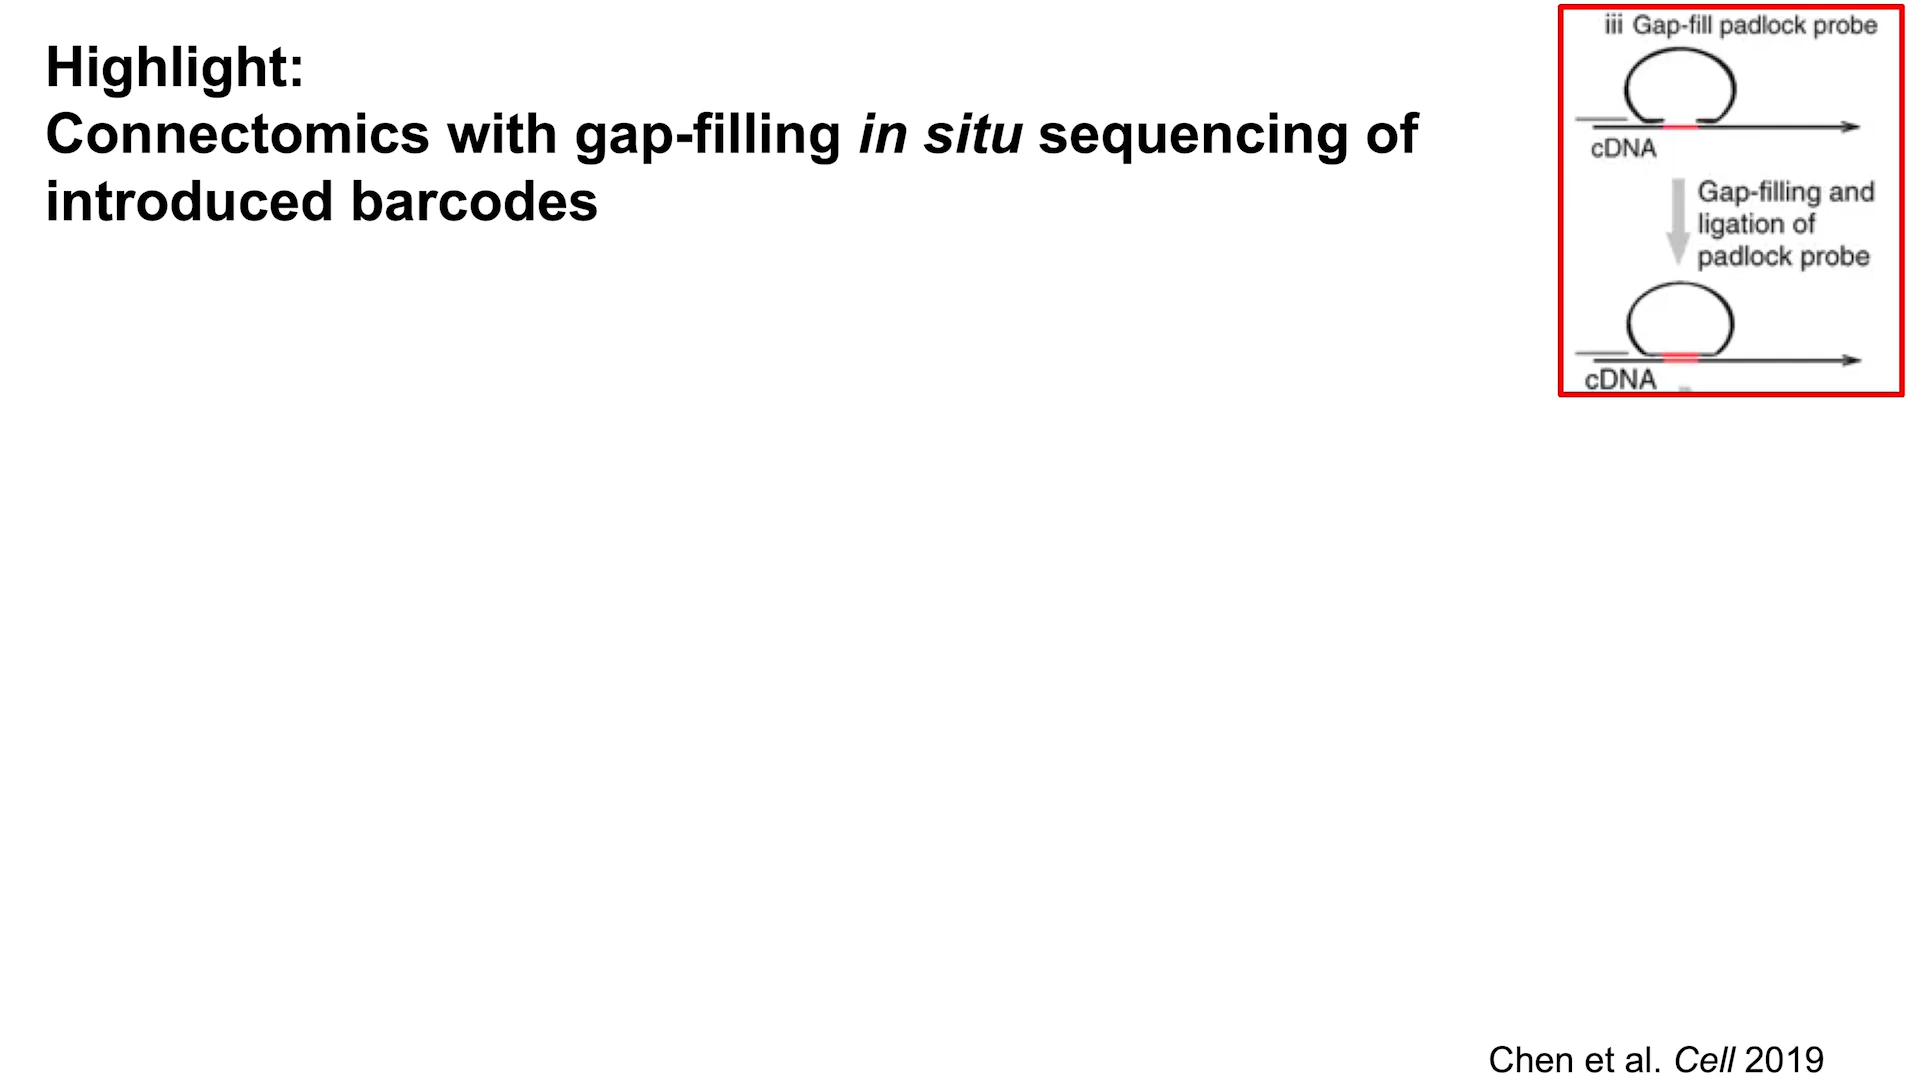 Highlight:
Connectomics with gap-filling in situ sequencing of
introduced barcodes
iii Gap-fill padlock probe
cDNA
Gap-filling and
ligation of
padlock probe
cDNA
Chen et al. Cell 2019